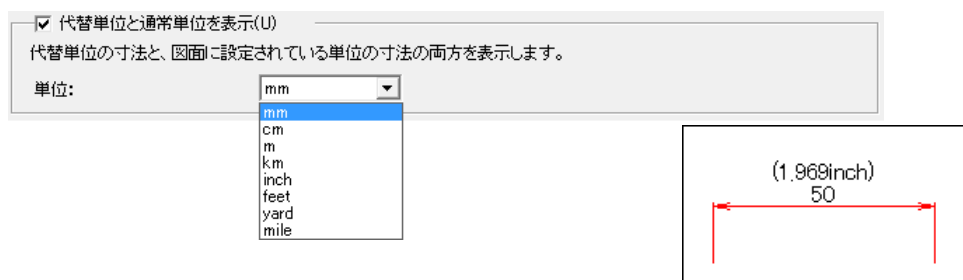 代替単位と通常単位を表示(U)
代替単位の寸法と、図面に設定されている単位の寸法の両方を表示します。
単位: mm
mm
cm
m
km
inch
feet
yard
mile
(1.969inch)
50